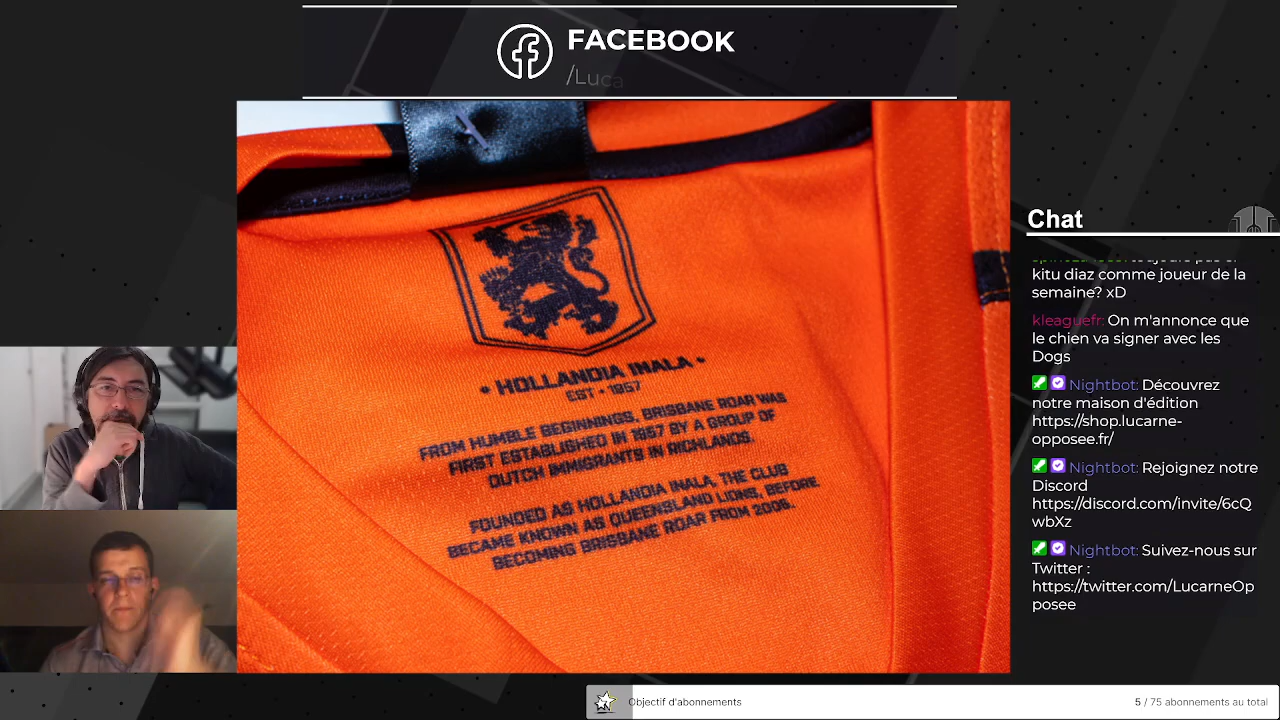 FACEBOOK
/Luca
• HOLLANDIA INALA •
EST • 1957
FROM HUMBLE BEGINNINGS, BRISBANE ROAR WAS
FIRST ESTABLISHED IN 1957 BY A GROUP OF
DUTCH IMMIGRANTS IN RICHLANDS.
FOUNDED AS HOLLANDIA INALA, THE CLUB
BECAME KNOWN AS QUEENSLAND LIONS, BEFORE
BECOMING BRISBANE ROAR FROM 2006.
Chat
kitu diaz comme joueur de la
semaine? xD
kleaguefr: On m'annonce que
le chien va signer avec les
Dogs
Nightbot: Découvrez
notre maison d'édition
https://shop.lucarne-
opposee.fr/
Nightbot: Rejoignez notre
Discord
https://discord.com/invite/6cQ
wbXz
Nightbot: Suivez-nous sur
Twitter :
https://twitter.com/LucarneOp
posee
Objectif d'abonnements
5 / 75 abonnements au total